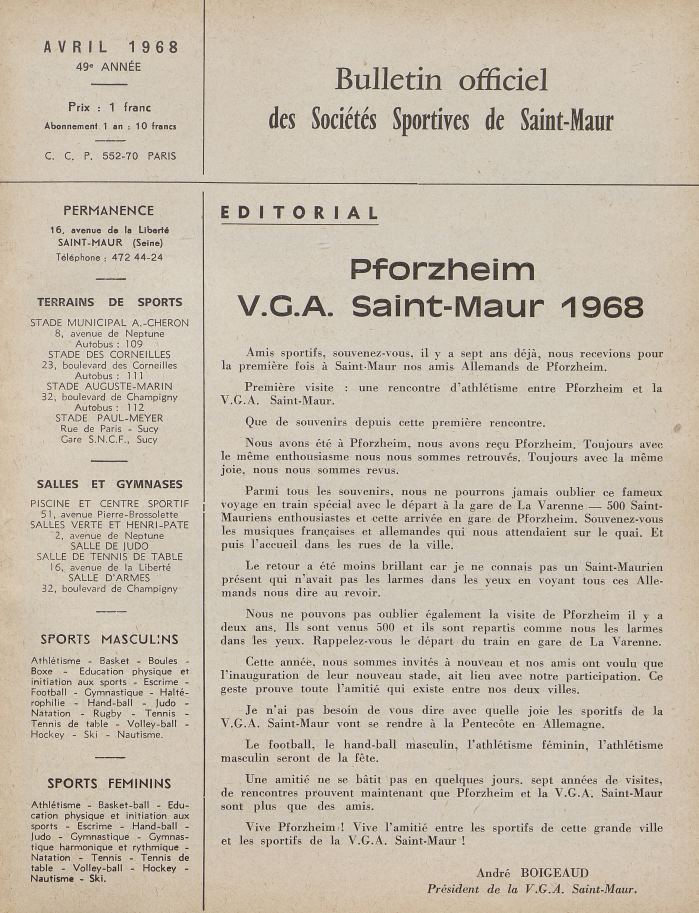 AVRIL 1968
49e ANNÉE
Prix : 1 franc
Abonnement 1 an : 10 francs
C. C. P. 552-70 PARIS
Bulletin officiel
des Sociétés Sportives de Saint-Maur
PERMANENCE
16, avenue de la Liberté
SAINT-MAUR (Seine)
Téléphone : 472 44-24
TERRAINS DE SPORTS
STADE MUNICIPAL A.-CHERON
8, avenue de Neptune
Autobus : 109
STADE DES CORNEILLES
23, boulevard des Corneilles
Autobus : 111
STADE AUGUSTE-MARIN
32, boulevard de Champigny
Autobus : 112
STADE PAUL-MEYER
Rue de Paris - Sucy
Gare S.N.C.F., Sucy
SALLES ET GYMNASES
PISCINE ET CENTRE SPORTIF
51, avenue Pierre-Brossolette
SALLES VERTE ET HENRI-PATE
2, avenue de Neptune
SALLE DE JUDO
SALLE DE TENNIS DE TABLE
16, avenue de la Liberté
SALLE D'ARMES
32, boulevard de Champigny
SPORTS MASCULINS
Athlétisme - Basket - Boules -
Boxe - Education physique et
initiation aux sports - Escrime -
Football - Gymnastique - Halté-
rophilie - Hand-ball - Judo -
Natation - Rugby - Tennis -
Tennis de table - Volley-ball -
Hockey - Ski - Nautisme.
SPORTS FEMININS
Athlétisme - Basket-ball - Edu-
cation physique et initiation aux
sports - Escrime - Hand-ball -
Judo - Gymnastique - Gymnas-
tique harmonique et rythmique -
Natation - Tennis - Tennis de
table - Volley-ball - Hockey -
Nautisme - Ski.
EDITORIAL
Pforzheim
V.G.A. Saint-Maur 1968
Amis sportifs, souvenez-vous, il y a sept ans déjà, nous recevions pour
la première fois à Saint-Maur nos amis Allemands de Pforzheim.
Première visite : une rencontre d'athlétisme entre Pforzheim et la
V.G.A. Saint-Maur.
Que de souvenirs depuis cette première rencontre.
Nous avons été à Pforzheim, nous avons reçu Pforzheim. Toujours avec
le même enthousiasme nous nous sommes retrouvés. Toujours avec la même
joie, nous nous sommes revus.
Parmi tous les souvenirs, nous ne pourrons jamais oublier ce fameux
voyage en train spécial avec le départ à la gare de La Varenne — 500 Saint-
Mauriens enthousiastes et cette arrivée en gare de Pforzheim. Souvenez-vous
les musiques françaises et allemandes qui nous attendaient sur le quai. Et
puis l'accueil dans les rues de la ville.
Le retour a été moins brillant car je ne connais pas un Saint-Maurien
présent qui n'avait pas les larmes dans les yeux en voyant tous ces Alle-
mands nous dire au revoir.
Nous ne pouvons pas oublier également la visite de Pforzheim il y a
deux ans. Ils sont venus 500 et ils sont repartis comme nous les larmes
dans les yeux. Rappelez-vous le départ du train en gare de La Varenne.
Cette année, nous sommes invités à nouveau et nos amis ont voulu que
l'inauguration de leur nouveau stade, ait lieu avec notre participation. Ce
geste prouve toute l'amitié qui existe entre nos deux villes.
Je n'ai pas besoin de vous dire avec quelle joie les sportifs de la
V.G.A. Saint-Maur vont se rendre à la Pentecôte en Allemagne.
Le football, le hand-ball masculin, l'athlétisme féminin, l'athlétisme
masculin seront de la fête.
Une amitié ne se bâtit pas en quelques jours. sept années de visites,
de rencontres prouvent maintenant que Pforzheim et la V.G.A. Saint-Maur
sont plus que des amis.
Vive Pforzheim ! Vive l'amitié entre les sportifs de cette grande ville
et les sportifs de la V.G.A. Saint-Maur !
André BOIGEAUD
Président de la V.G.A. Saint-Maur.